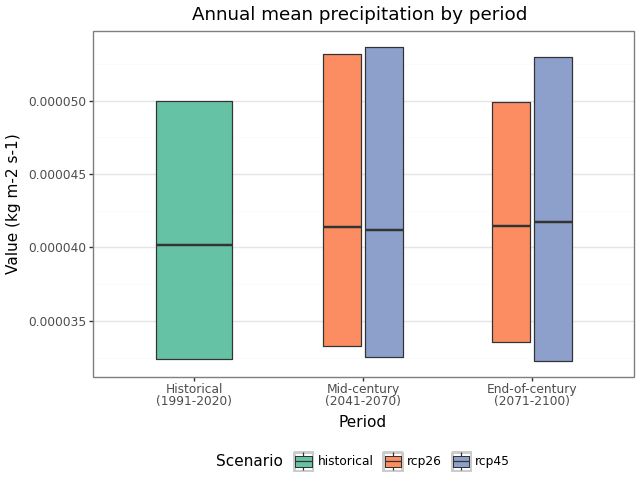 Annual mean precipitation by period
Value (kg m-2 s-1)
0.000050
0.000045
0.000040
0.000035
Historical
(1991-2020)
Mid-century
(2041-2070)
End-of-century
(2071-2100)
Period
Scenario
historical
rcp26
rcp45